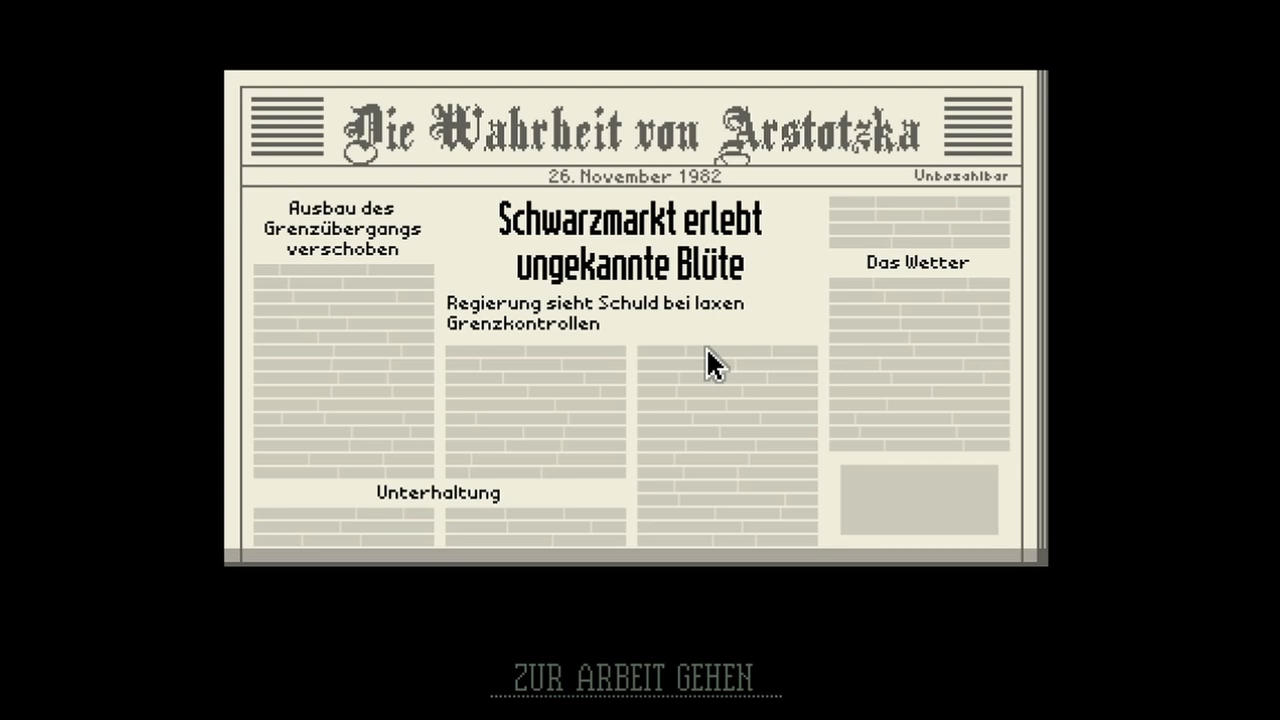 Die Wahrheit von Arstotzka
26. November 1982
Unbezahlbar
Ausbau des
Grenzübergangs
verschoben
Schwarzmarkt erlebt
ungekannte Blüte
Regierung sieht Schuld bei laxen
Grenzkontrollen
Das Wetter
Unterhaltung
ZUR ARBEIT GEHEN